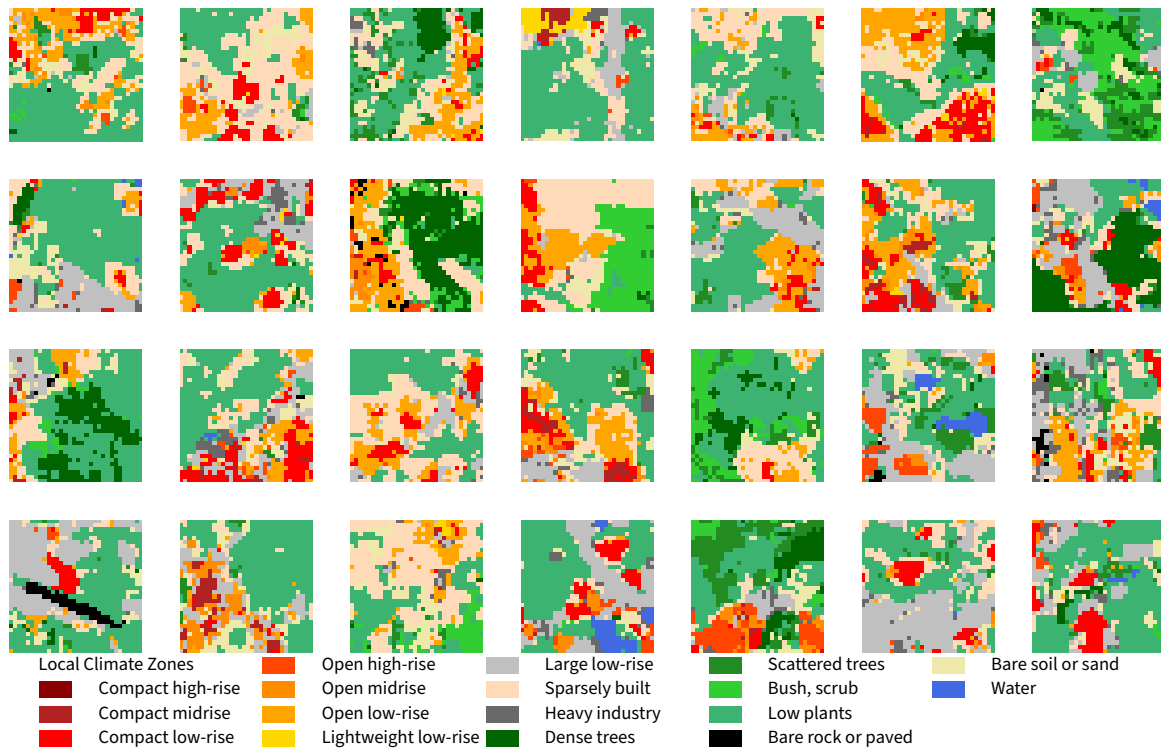 Local Climate Zones
Compact high-rise
Compact midrise
Compact low-rise
Open high-rise
Open midrise
Open low-rise
Lightweight low-rise
Large low-rise
Sparsely built
Heavy industry
Dense trees
Scattered trees
Bush, scrub
Low plants
Bare rock or paved
Bare soil or sand
Water